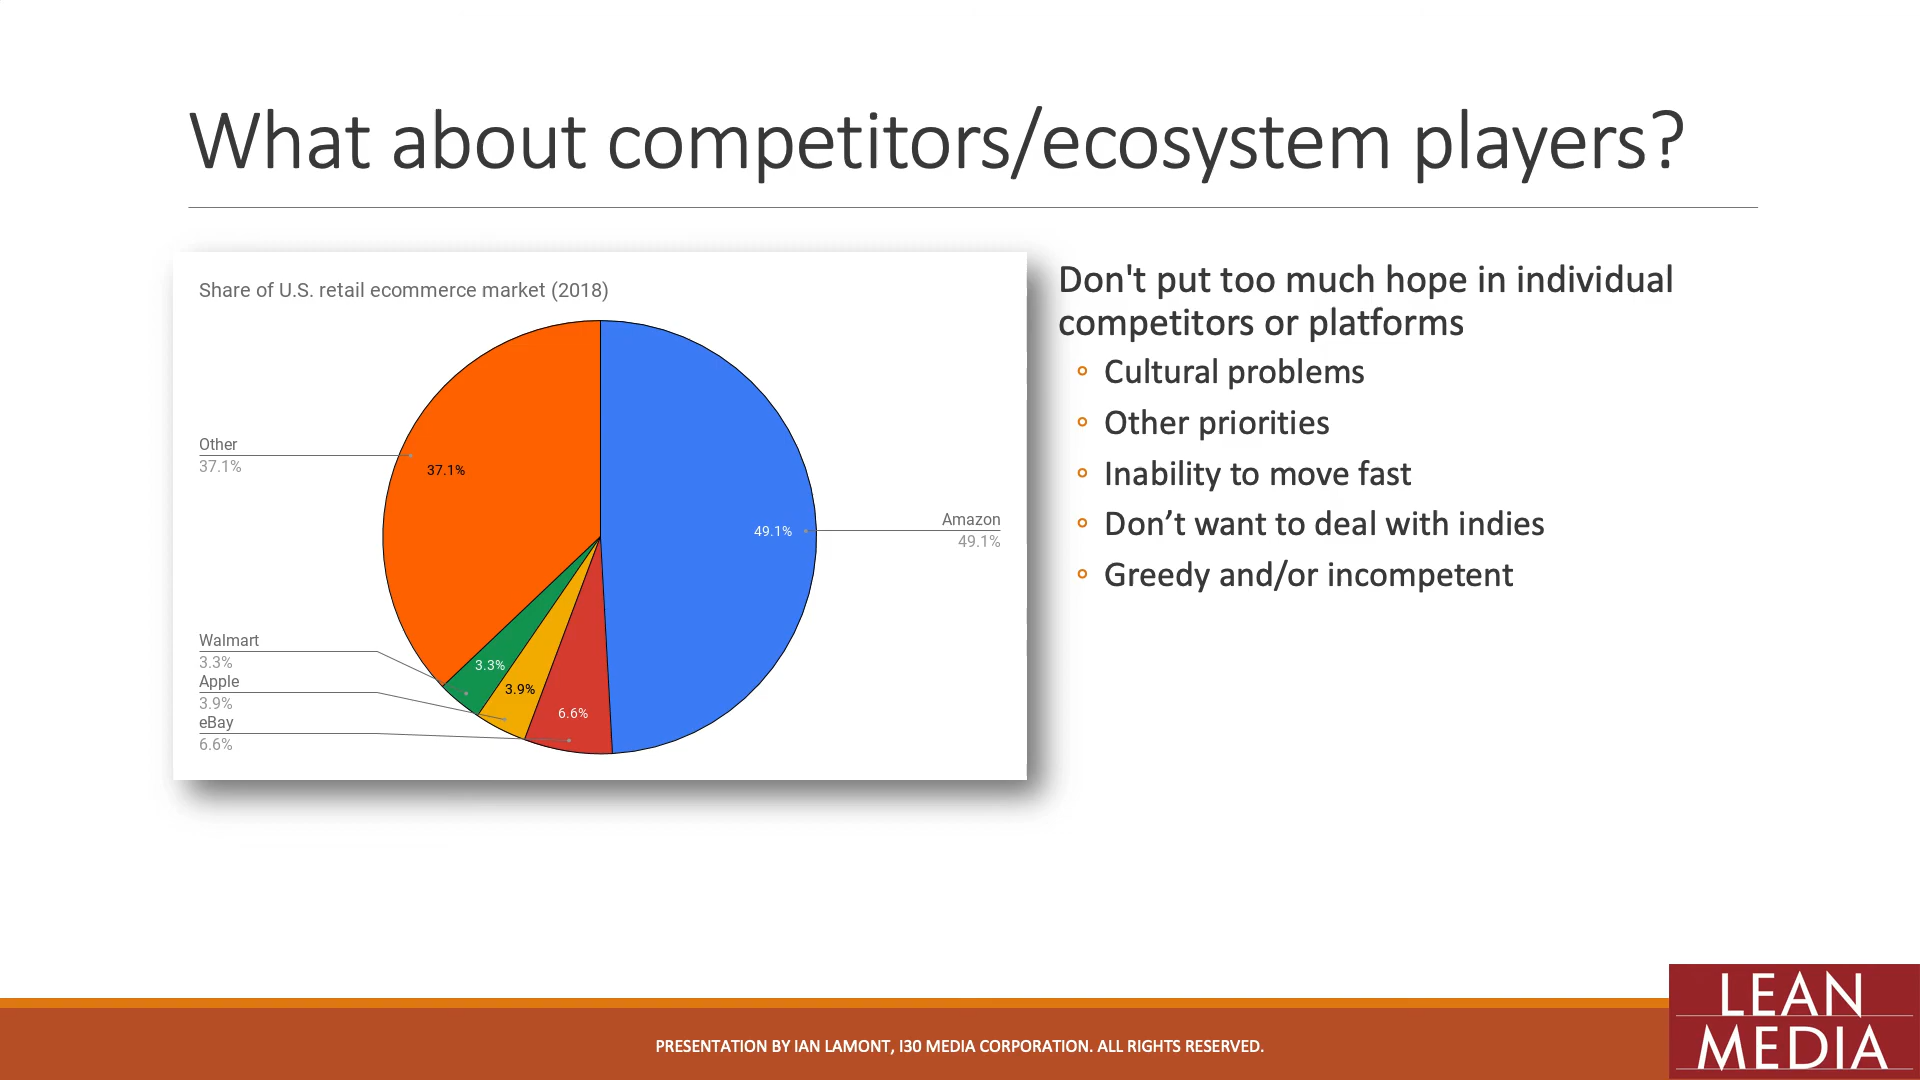 What about competitors/ecosystem players?
Share of U.S. retail ecommerce market (2018)
Other
37.1%
37.1%
49.1%
Amazon
49.1%
Walmart
3.3%
3.3%
Apple
3.9%
3.9%
eBay
6.6%
6.6%
Don't put too much hope in individual
competitors or platforms
Cultural problems
Other priorities
Inability to move fast
Don’t want to deal with indies
Greedy and/or incompetent
PRESENTATION BY IAN LAMONT, I30 MEDIA CORPORATION. ALL RIGHTS RESERVED.
LEAN
MEDIA